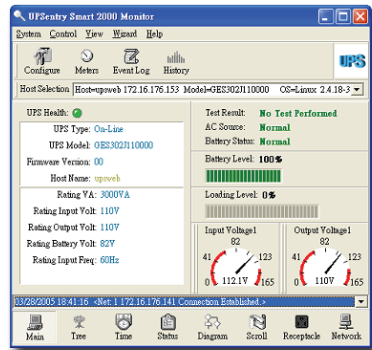 UPSentry Smart 2000 Monitor
System Control View Wizard Help
Configure Meters Event Log History
UPS
Host Selection Host=upsweb 172.16.176.153 Model=GES302J110000 OS=Linux 2.4.18-3
UPS Health:
UPS Type: On-Line
UPS Model: GES302J110000
Firmware Version: 00
Host Name: upsweb
Rating VA: 3000VA
Rating Input Volt: 110V
Rating Output Volt: 110V
Rating Battery Volt: 82V
Rating Input Freq: 60Hz
Test Result: No Test Performed
AC Source: Normal
Battery Status: Normal
Battery Level: 100%
Loading Level: 0%
Input Voltage1
82
41 123
0 112.1V 165
Output Voltage1
82
41 123
0 110V 165
03/28/2005 18:41:16 <Net: 1 172.16.176.141 Connection Established.>
Main Tree Time Status Diagram Scroll Receptacle Network